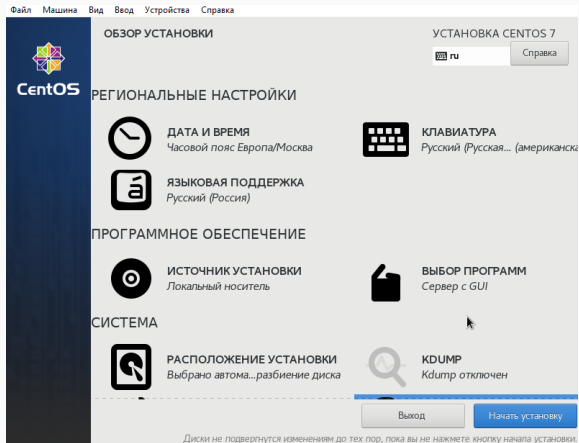 Файл Машина Вид Ввод Устройства Справка
ОБЗОР УСТАНОВКИ
УСТАНОВКА CENTOS 7
ru
Справка
CentOS
РЕГИОНАЛЬНЫЕ НАСТРОЙКИ
ДАТА И ВРЕМЯ
Часовой пояс Европа/Москва
КЛАВИАТУРА
Русский (Русская... (американска
ЯЗЫКОВАЯ ПОДДЕРЖКА
Русский (Россия)
ПРОГРАММНОЕ ОБЕСПЕЧЕНИЕ
ИСТОЧНИК УСТАНОВКИ
Локальный носитель
ВЫБОР ПРОГРАММ
Сервер с GUI
СИСТЕМА
РАСПОЛОЖЕНИЕ УСТАНОВКИ
Выбрано автома...разбиение диска
KDUMP
Kdump отключен
Выход
Начать установку
Диски не подвергнутся изменениям до тех пор, пока вы не нажмете кнопку начала установки.